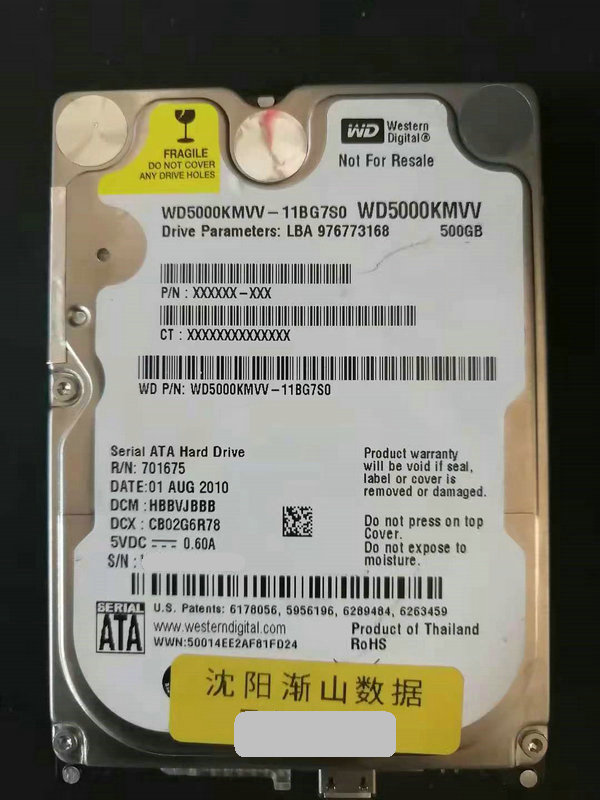 FRAGILE
DO NOT COVER
ANY DRIVE HOLES
WD Western
Digital®
Not For Resale
WD5000KMVV-11BG7S0 WD5000KMVV
Drive Parameters: LBA 976773168 500GB
P/N : XXXXXX-XXX
CT : XXXXXXXXXXXXXX
WD P/N: WD5000KMVV-11BG7S0
Serial ATA Hard Drive
R/N: 701675
DATE:01 AUG 2010
DCM : HBBVJBBB
DCX : CB02G6R78
5VDC 0.60A
S/N :
Product warranty
will be void if seal,
label or cover is
removed or damaged.
Do not press on top
Cover.
Do not expose to
moisture.
SERIAL
ATA
U.S. Patents: 6178056, 5956196, 6289484, 6263459
www.westerndigital.com
WWN:50014EE2AF81FD24
Product of Thailand
RoHS
沈阳渐山数据